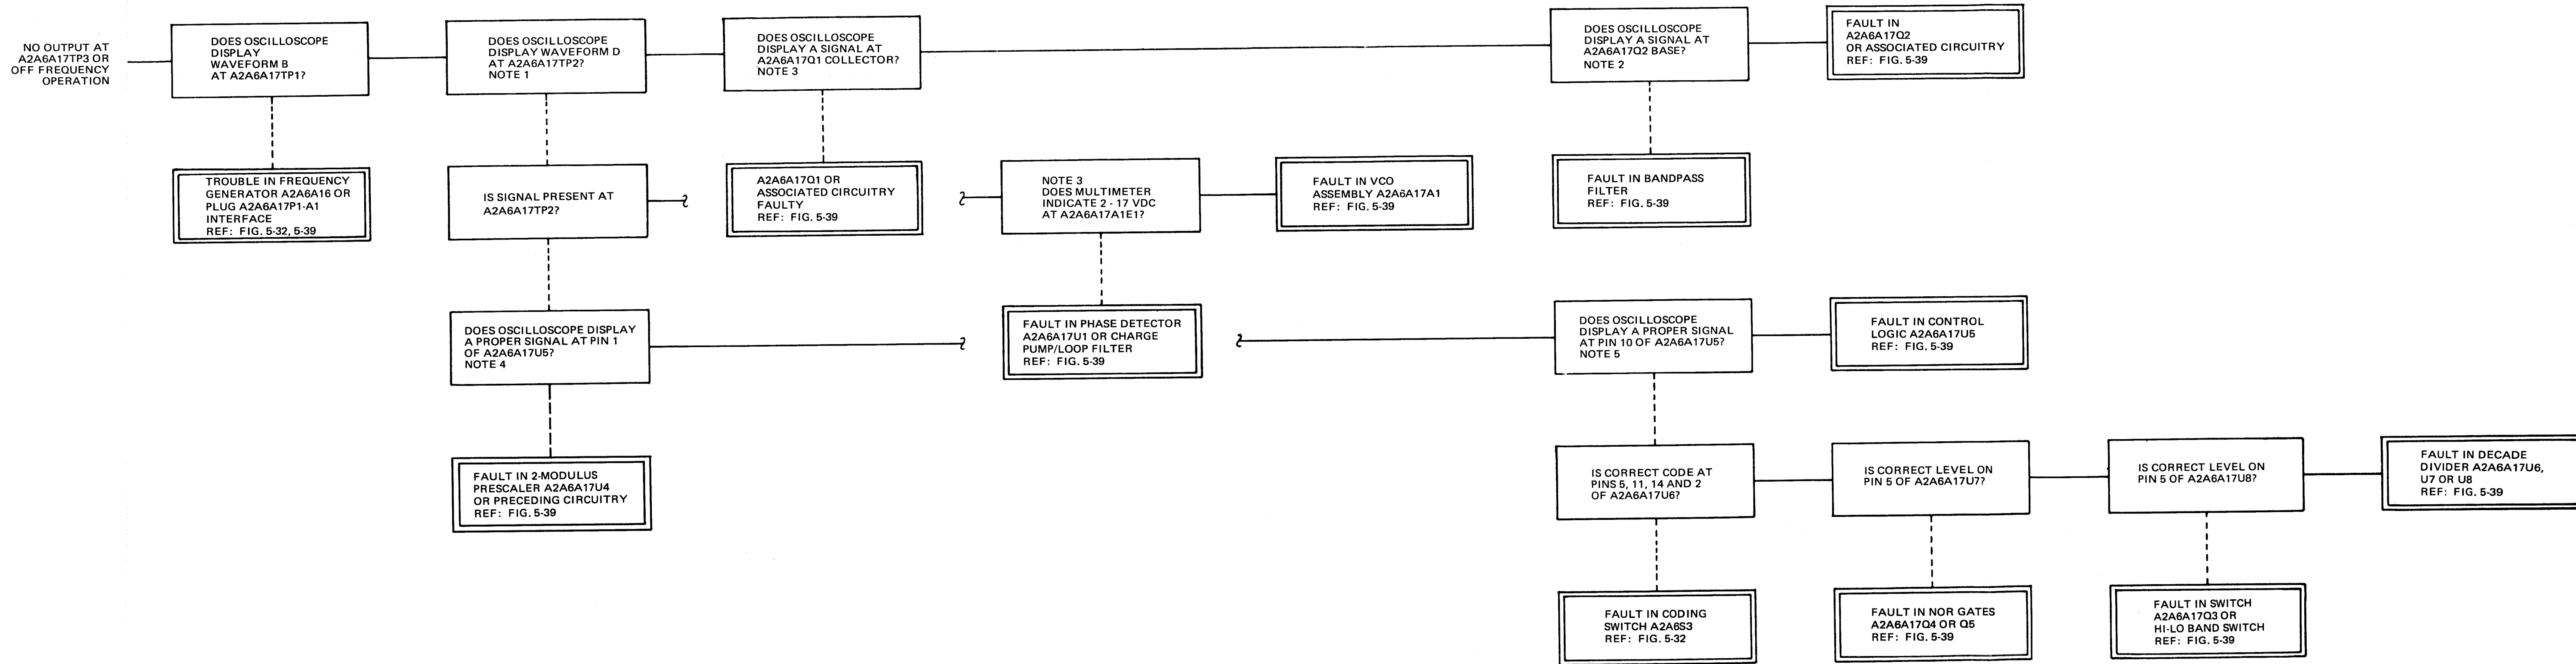 NO OUTPUT AT
A2A6A17TP3 OR
OFF FREQUENCY
OPERATION
DOES OSCILLOSCOPE
DISPLAY
WAVEFORM B
AT A2A6A17TP1?
DOES OSCILLOSCOPE
DISPLAY WAVEFORM D
AT A2A6A17TP2?
NOTE 1
DOES OSCILLOSCOPE
DISPLAY A SIGNAL AT
A2A6A17Q1 COLLECTOR?
NOTE 3
DOES OSCILLOSCOPE
DISPLAY A SIGNAL AT
A2A6A17Q2 BASE?
NOTE 2
FAULT IN
A2A6A17Q2
OR ASSOCIATED CIRCUITRY
REF: FIG. 5-39
TROUBLE IN FREQUENCY
GENERATOR A2A6A16 OR
PLUG A2A6A17P1-A1
INTERFACE
REF: FIG. 5-32, 5-39
IS SIGNAL PRESENT AT
A2A6A17TP2?
A2A6A17Q1 OR
ASSOCIATED CIRCUITRY
FAULTY
REF: FIG. 5-39
NOTE 3
DOES MULTIMETER
INDICATE 2 - 17 VDC
AT A2A6A17A1E1?
FAULT IN VCO
ASSEMBLY A2A6A17A1
REF: FIG. 5-39
FAULT IN BANDPASS
FILTER
REF: FIG. 5-39
DOES OSCILLOSCOPE DISPLAY
A PROPER SIGNAL AT PIN 1
OF A2A6A17U5?
NOTE 4
FAULT IN PHASE DETECTOR
A2A6A17U1 OR CHARGE
PUMP/LOOP FILTER
REF: FIG. 5-39
DOES OSCILLOSCOPE
DISPLAY A PROPER SIGNAL
AT PIN 10 OF A2A6A17U5?
NOTE 5
FAULT IN CONTROL
LOGIC A2A6A17U5
REF: FIG. 5-39
FAULT IN 2-MODULUS
PRESCALER A2A6A17U4
OR PRECEDING CIRCUITRY
REF: FIG. 5-39
IS CORRECT CODE AT
PINS 5, 11, 14 AND 2
OF A2A6A17U6?
IS CORRECT LEVEL ON
PIN 5 OF A2A6A17U7?
IS CORRECT LEVEL ON
PIN 5 OF A2A6A17U8?
FAULT IN DECADE
DIVIDER A2A6A17U6,
U7 OR U8
REF: FIG. 5-39
FAULT IN CODING
SWITCH A2A6S3
REF: FIG. 5-32
FAULT IN NOR GATES
A2A6A17Q4 OR Q5
REF: FIG. 5-39
FAULT IN SWITCH
A2A6A17Q3 OR
HI-LO BAND SWITCH
REF: FIG. 5-39